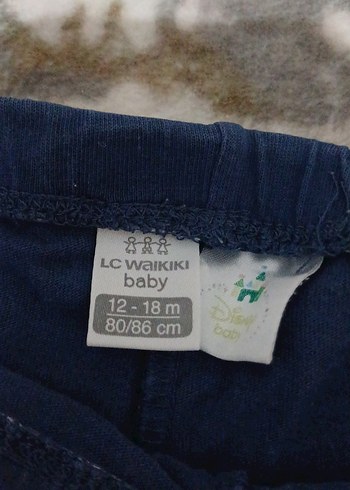 LC WAIKIKI
baby
12 - 18 m
80/86 cm
Disney
baby